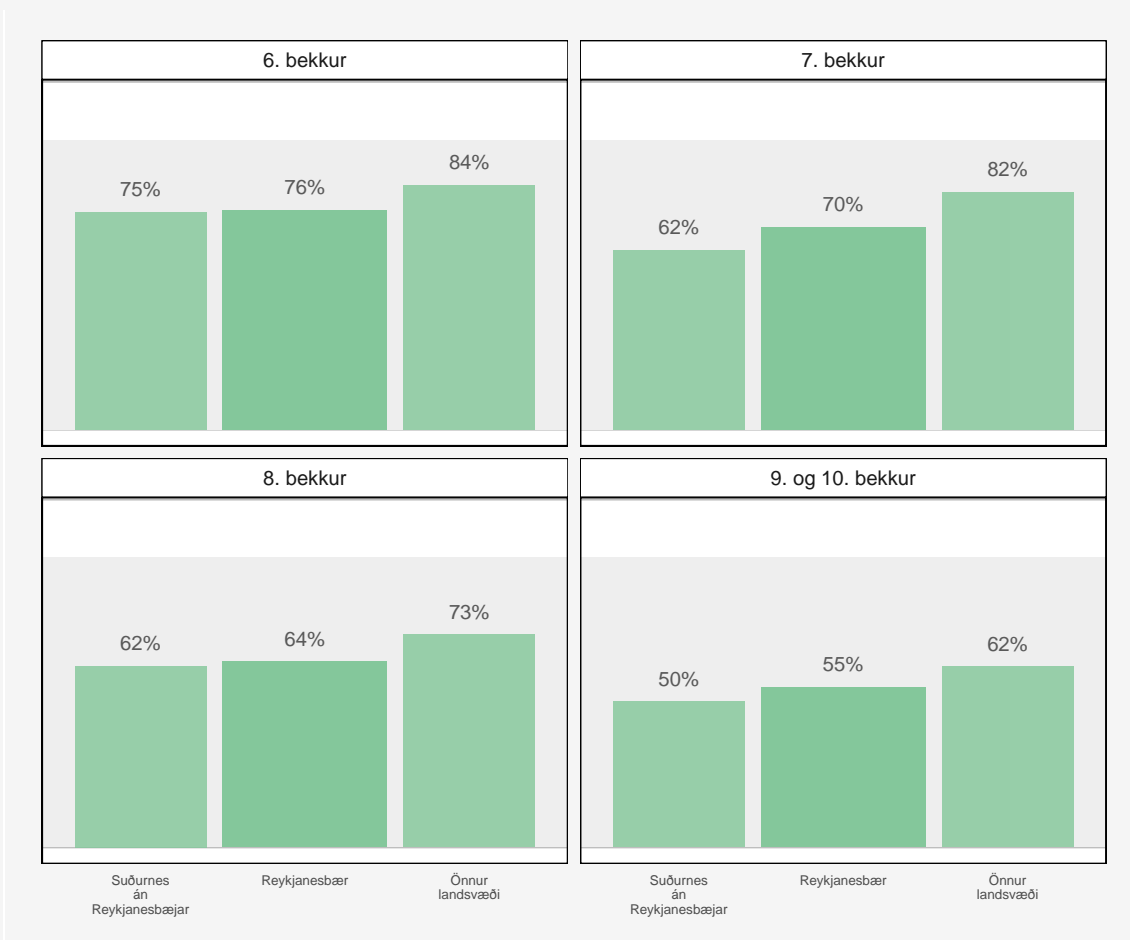 6. bekkur
75%
76%
84%
7. bekkur
62%
70%
82%
8. bekkur
62%
64%
73%
9. og 10. bekkur
50%
55%
62%
Suðurnes
án
Reykjanesbæjar
Reykjanesbær
Önnur
landsvæði
Suðurnes
án
Reykjanesbæjar
Reykjanesbær
Önnur
landsvæði